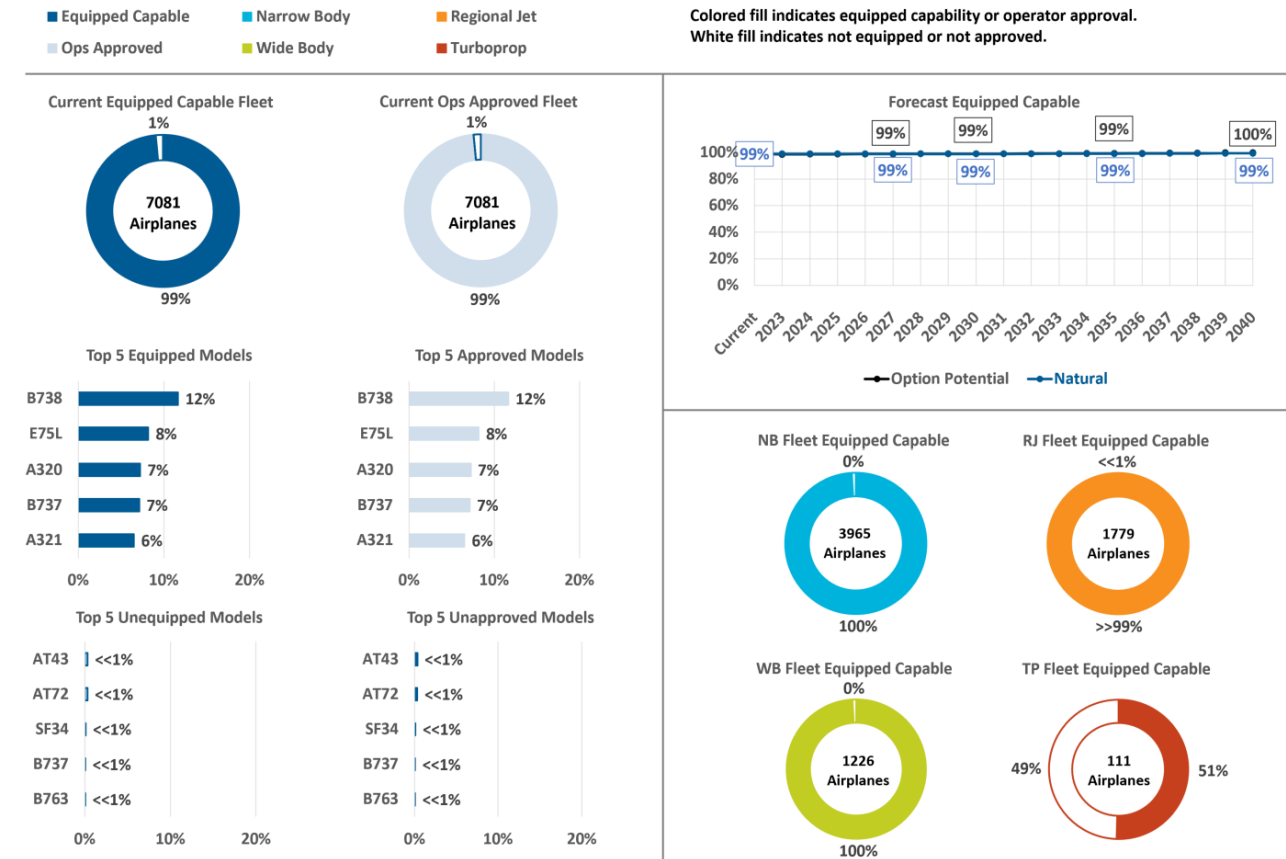 Equipped Capable
Narrow Body
Regional Jet
Ops Approved
Wide Body
Turboprop
Colored fill indicates equipped capability or operator approval.
White fill indicates not equipped or not approved.
Current Equipped Capable Fleet
1%
7081
Airplanes
99%
Current Ops Approved Fleet
1%
7081
Airplanes
99%
Top 5 Equipped Models
B738 12%
E75L 8%
A320 7%
B737 7%
A321 6%
0% 10% 20%
Top 5 Approved Models
B738 12%
E75L 8%
A320 7%
B737 7%
A321 6%
0% 10% 20%
Top 5 Unequipped Models
AT43 <<1%
AT72 <<1%
SF34 <<1%
B737 <<1%
B763 <<1%
0% 10% 20%
Top 5 Unapproved Models
AT43 <<1%
AT72 <<1%
SF34 <<1%
B737 <<1%
B763 <<1%
0% 10% 20%
Forecast Equipped Capable
99% 99% 99% 100%
100%
99%
99% 99% 99% 99%
80%
60%
40%
20%
0%
Current 2023 2024 2025 2026 2027 2028 2029 2030 2031 2032 2033 2034 2035 2036 2037 2038 2039 2040
Option Potential Natural
NB Fleet Equipped Capable
0%
3965
Airplanes
100%
RJ Fleet Equipped Capable
<<1%
1779
Airplanes
>>99%
WB Fleet Equipped Capable
0%
1226
Airplanes
100%
TP Fleet Equipped Capable
49%
111
Airplanes
51%